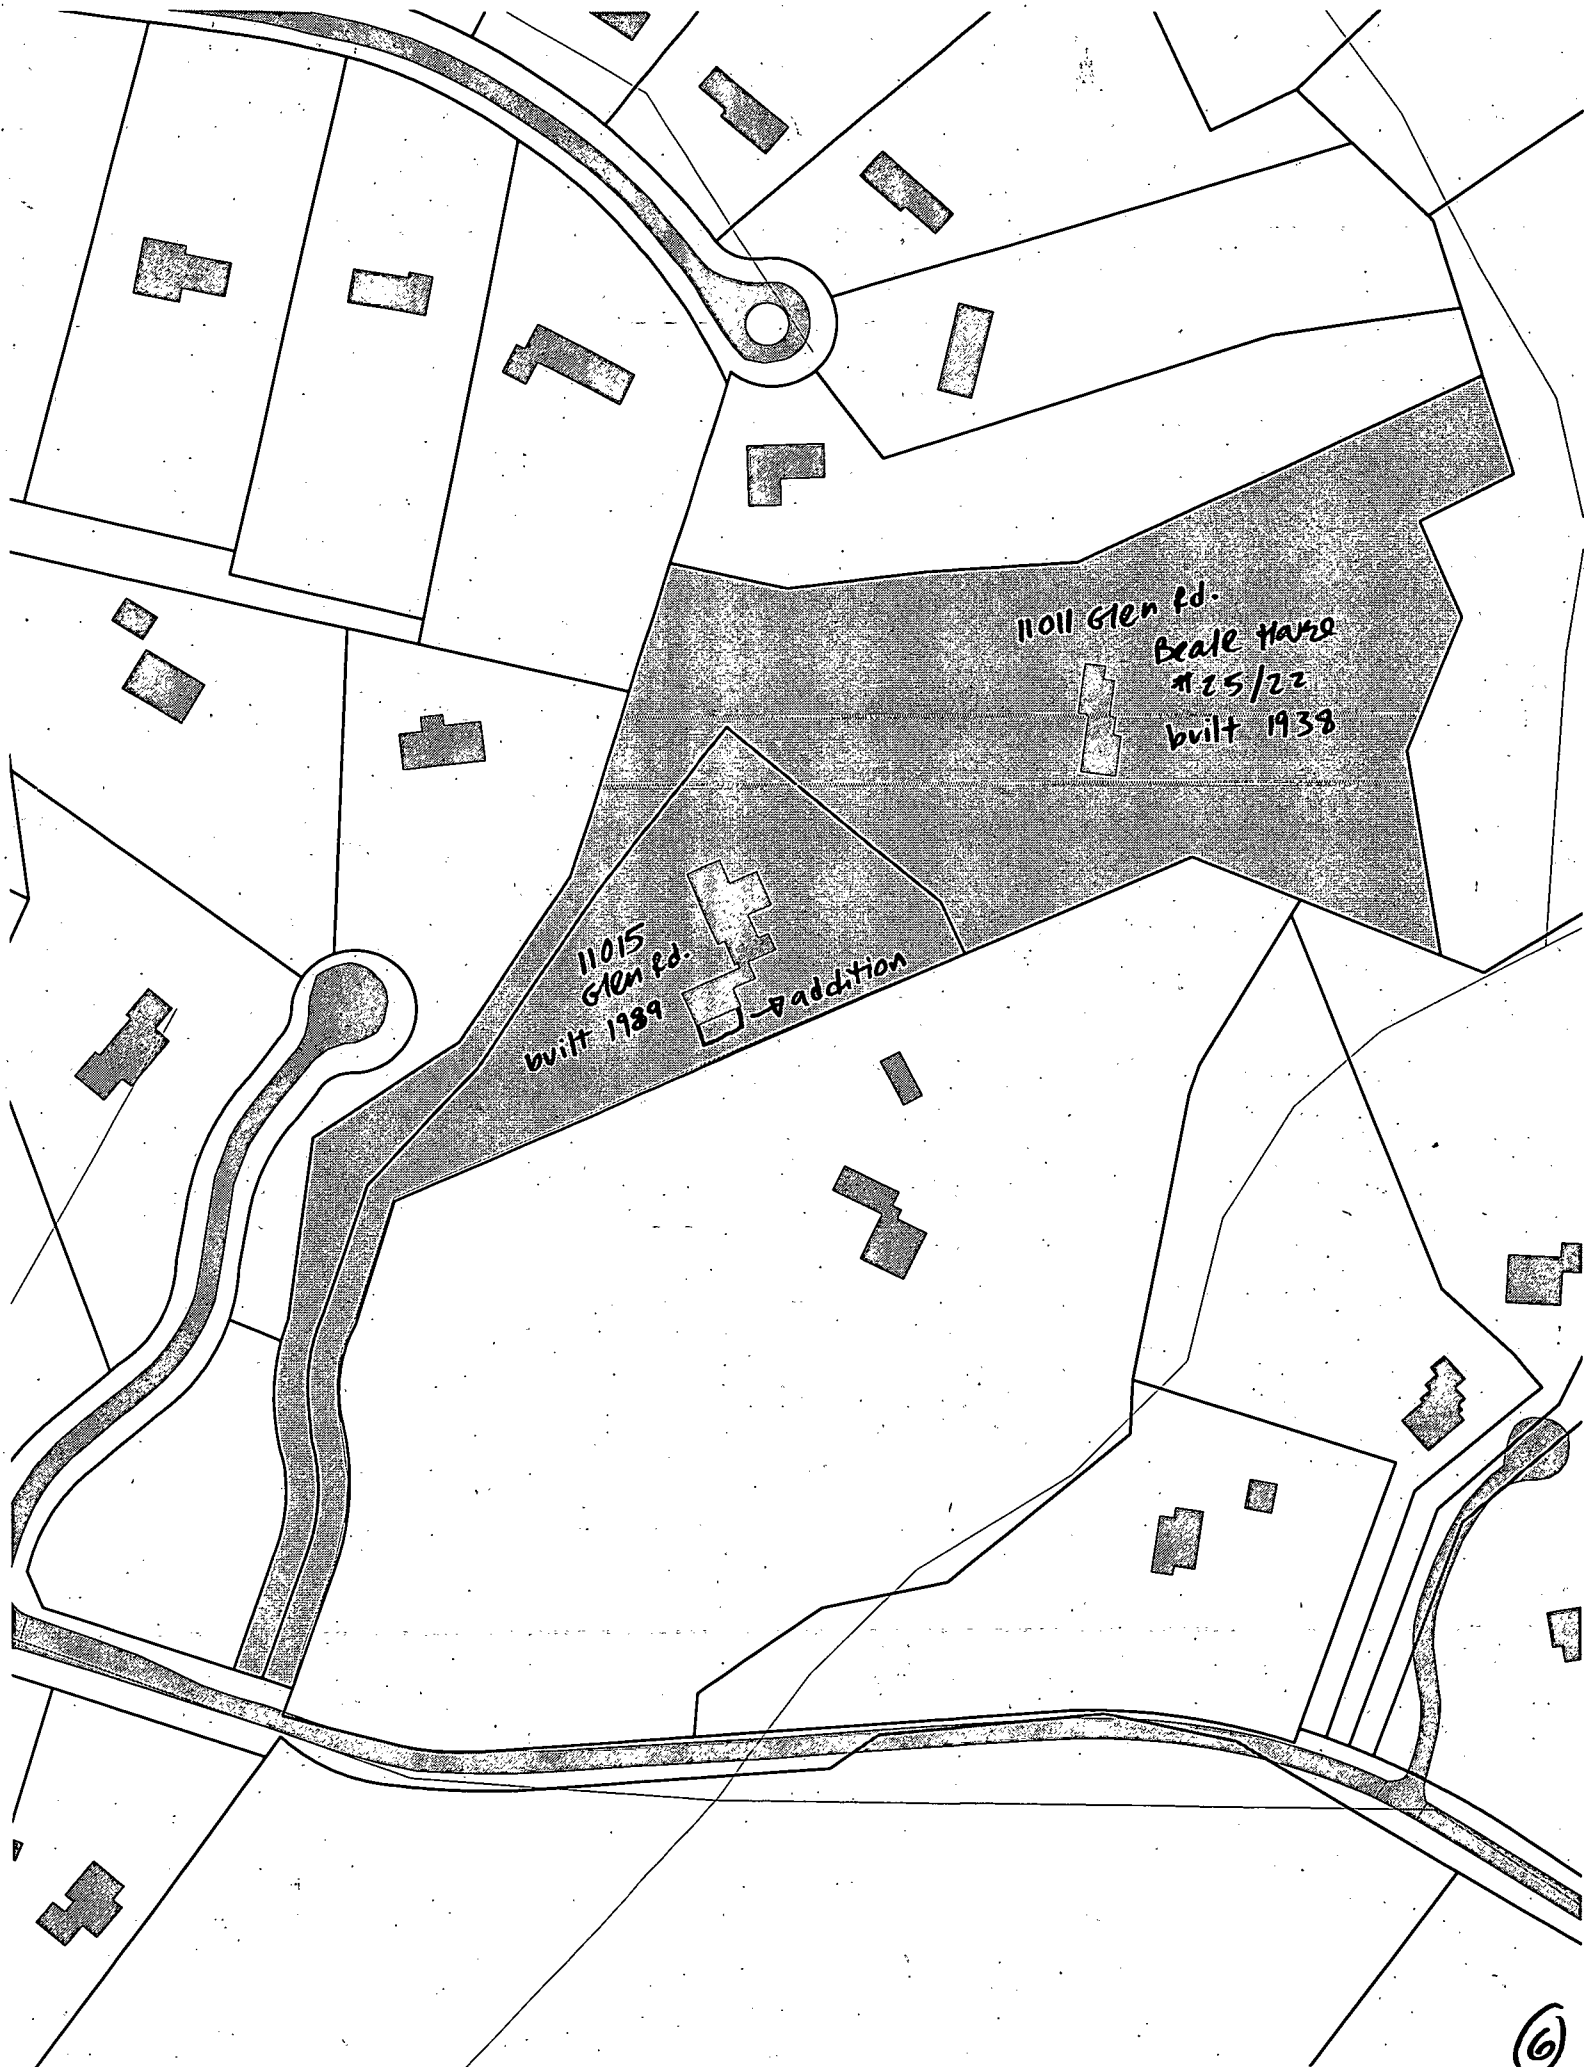 11011 Glen Rd.
Beale House
#25/22
built 1938
11015
Glen Rd.
built 1989
addition
6